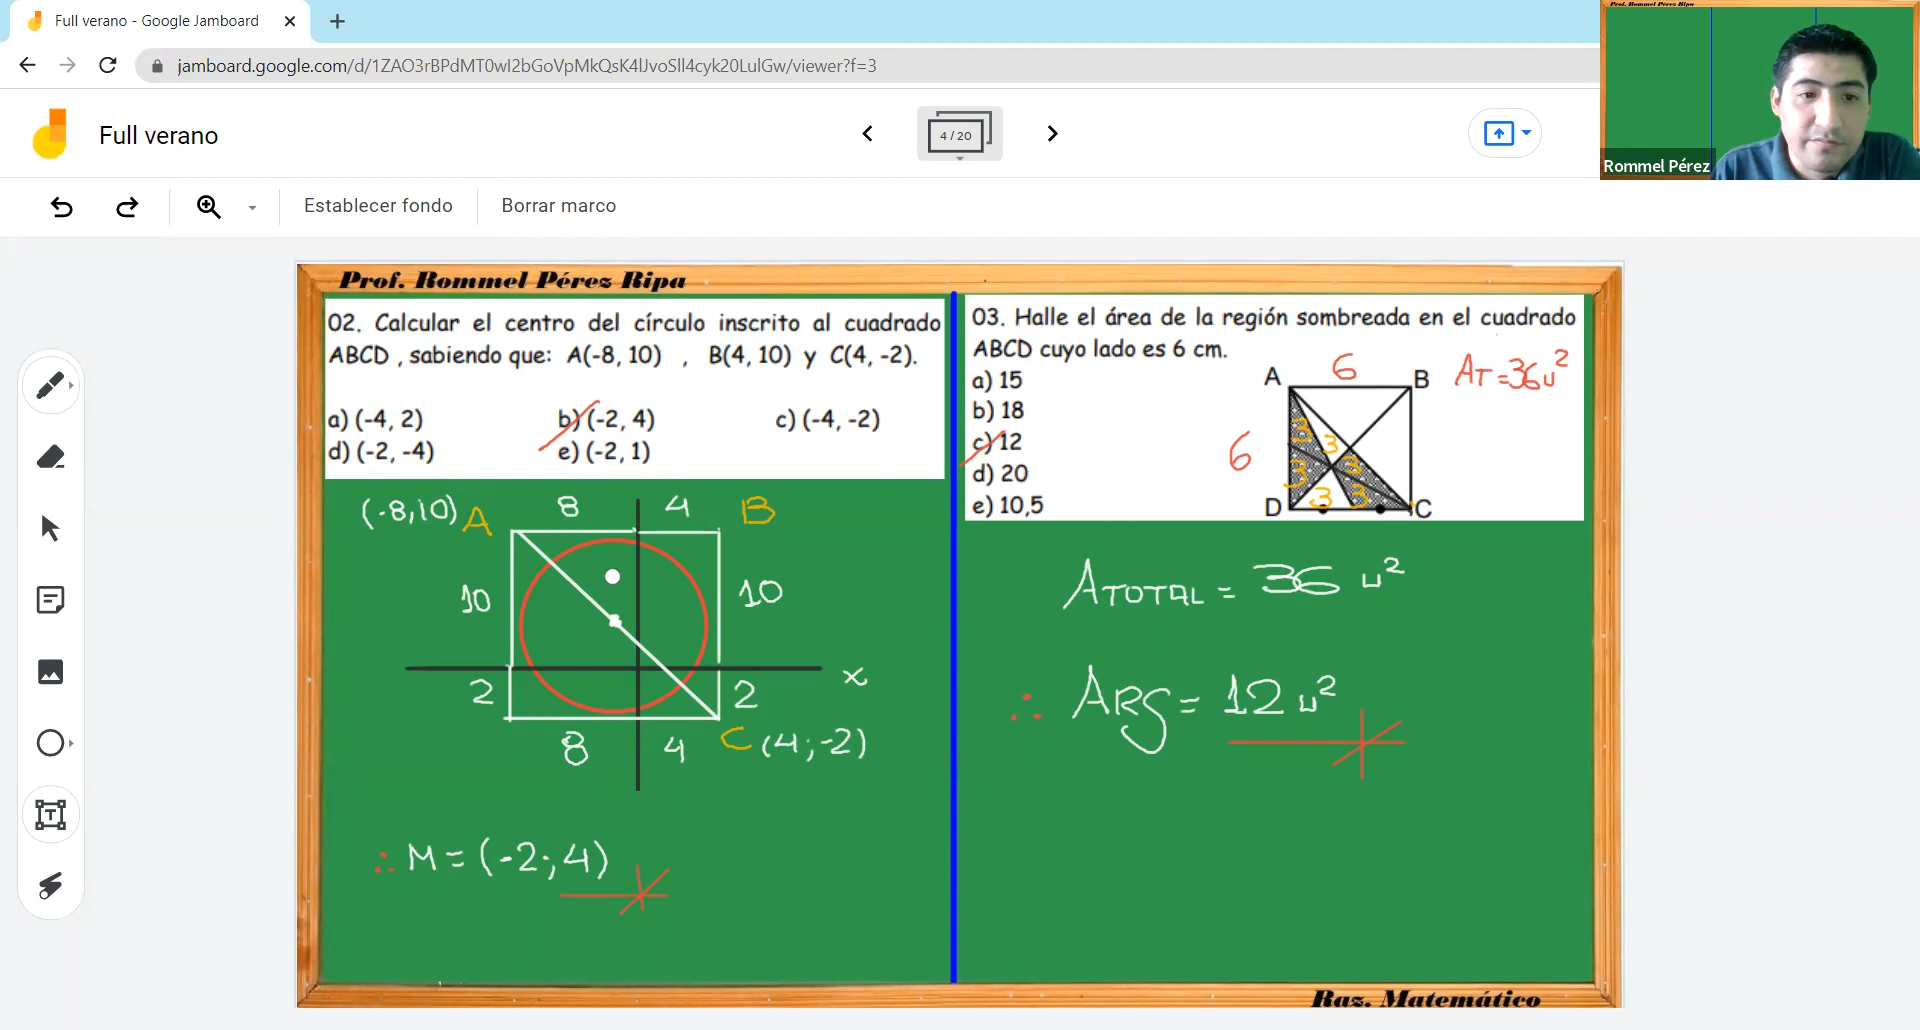 Full verano - Google Jamboard
jamboard.google.com/d/1ZAO3rBPdMT0wI2bGoVpMkQsK4lJvoSll4cyk20LulGw/viewer?f=3
Full verano
4 / 20
Establecer fondo
Borrar marco
Prof. Rommel Pérez Ripa
Rommel Pérez
Prof. Rommel Pérez Ripa
02. Calcular el centro del círculo inscrito al cuadrado
ABCD , sabiendo que: A(-8, 10) , B(4, 10) y C(4, -2).
a) (-4, 2) b) (-2, 4) c) (-4, -2)
d) (-2, -4) e) (-2, 1)
(-8,10) A 8 4 B
10 10
x
2 2
8 4 C (4;-2)
∴ M = (-2; 4)
03. Halle el área de la región sombreada en el cuadrado
ABCD cuyo lado es 6 cm.
a) 15
b) 18
c) 12
d) 20
e) 10,5
A 6 B AT = 36u²
6
3 3
3 3
3 3
D C
ATOTAL = 36 u²
∴ ARS = 12 u²
Raz. Matemático
T